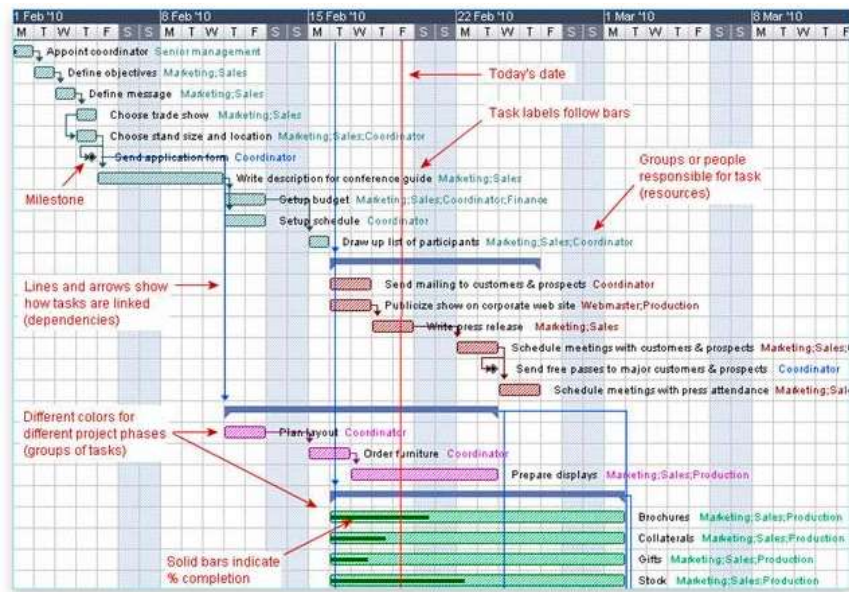 1 Feb '10 8 Feb '10 15 Feb '10 22 Feb '10 1 Mar '10 8 Mar '10
M T W T F S S M T W T F S S M T W T F S S M T W T F S S M T W T F S S M T W T F
Appoint coordinator Senior management
Today's date
Define objectives Marketing;Sales
Define message Marketing;Sales
Choose trade show Marketing;Sales
Task labels follow bars
Choose stand size and location Marketing;Sales;Coordinator
Send application form Coordinator
Groups or people
responsible for task
(resources)
Milestone
Write description for conference guide Marketing;Sales
Setup budget Marketing;Sales;Coordinator;Finance
Setup schedule Coordinator
Draw up list of participants Marketing;Sales;Coordinator
Lines and arrows show
how tasks are linked
(dependencies)
Send mailing to customers & prospects Coordinator
Publicize show on corporate web site Webmaster;Production
Write press release Marketing;Sales
Schedule meetings with customers & prospects Marketing;Sales;
Send free passes to major customers & prospects Coordinator
Schedule meetings with press attendance Marketing;Sales
Different colors for
different project phases
(groups of tasks)
Plan layout Coordinator
Order furniture Coordinator
Prepare displays Marketing;Sales;Production
Brochures Marketing;Sales;Production
Collaterals Marketing;Sales;Production
Solid bars indicate
% completion
Gifts Marketing;Sales;Production
Stock Marketing;Sales;Production